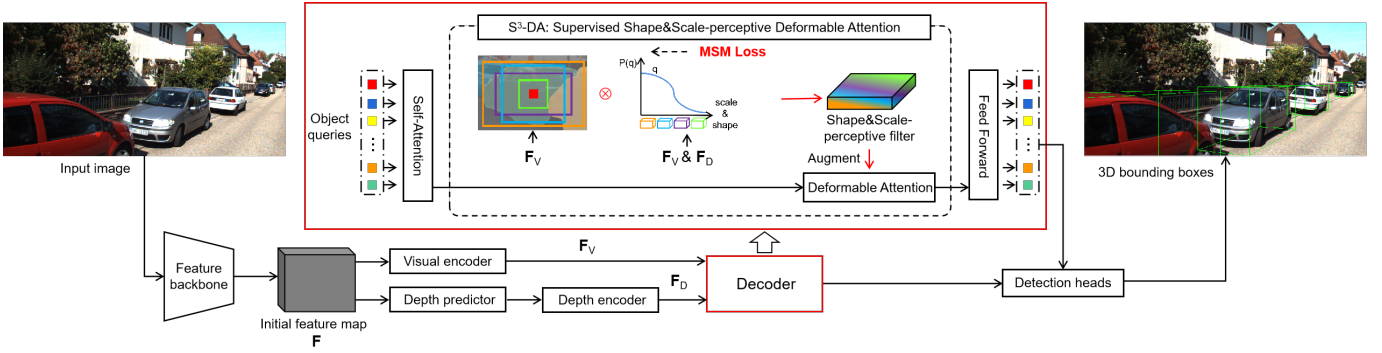 S³-DA: Supervised Shape&Scale-perceptive Deformable Attention
MSM Loss
P(q)
q
scale
&
shape
Object
queries
Self-Attention
F_V
F_V & F_D
Shape&Scale-
perceptive filter
Augment
Deformable Attention
Feed Forward
Input image
3D bounding boxes
Feature
backbone
Initial feature map
F
Visual encoder
F_V
Depth predictor
Depth encoder
F_D
Decoder
Detection heads